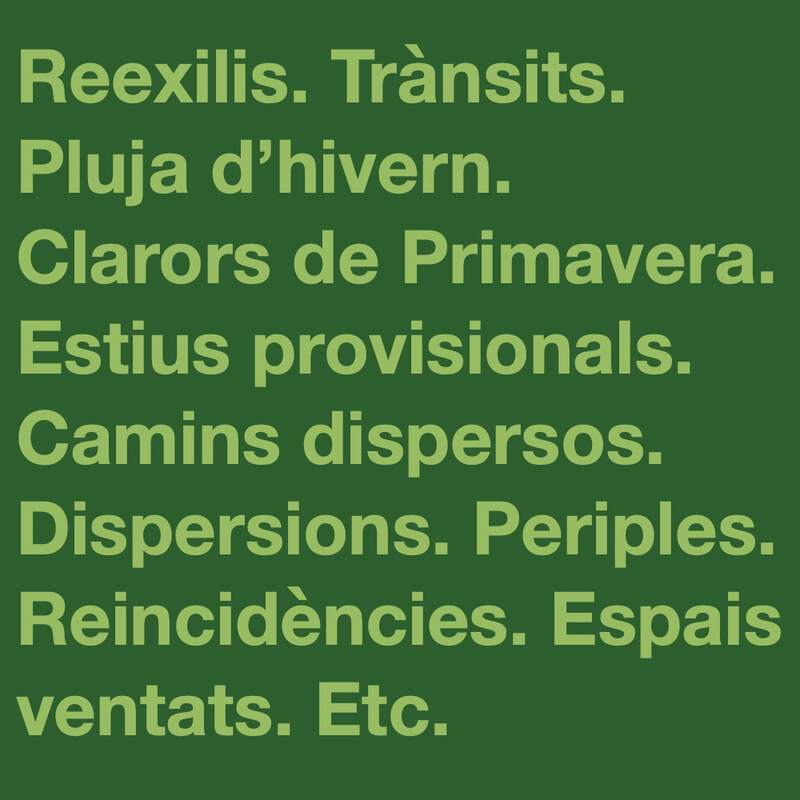 Reexilis. Trànsits.
Pluja d’hivern.
Clarors de Primavera.
Estius provisionals.
Camins dispersos.
Dispersions. Periples.
Reincidències. Espais
ventats. Etc.